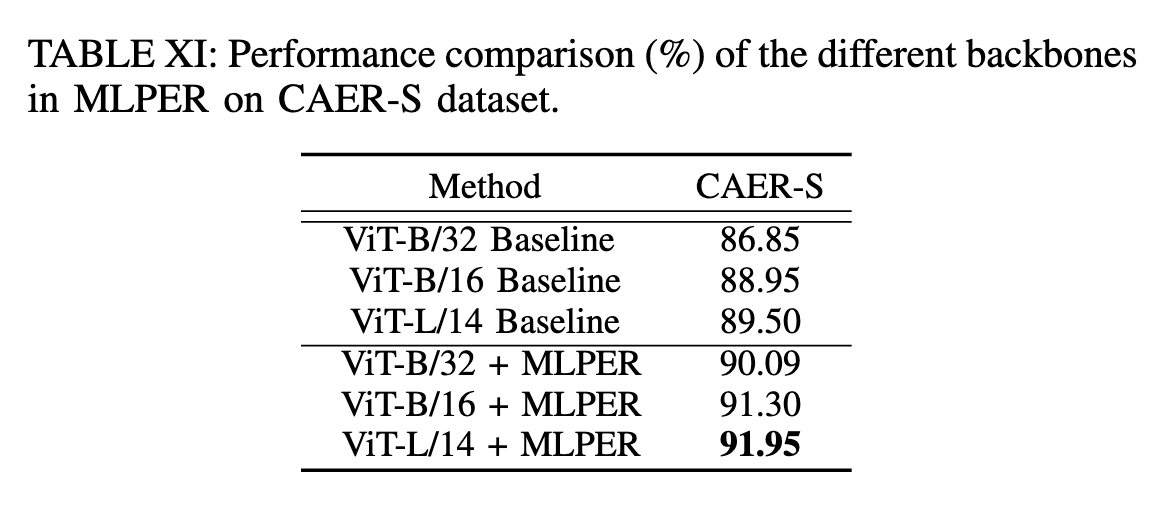 TABLE XI: Performance comparison (%) of the different backbones
in MLPER on CAER-S dataset.
Method CAER-S
ViT-B/32 Baseline 86.85
ViT-B/16 Baseline 88.95
ViT-L/14 Baseline 89.50
ViT-B/32 + MLPER 90.09
ViT-B/16 + MLPER 91.30
ViT-L/14 + MLPER 91.95